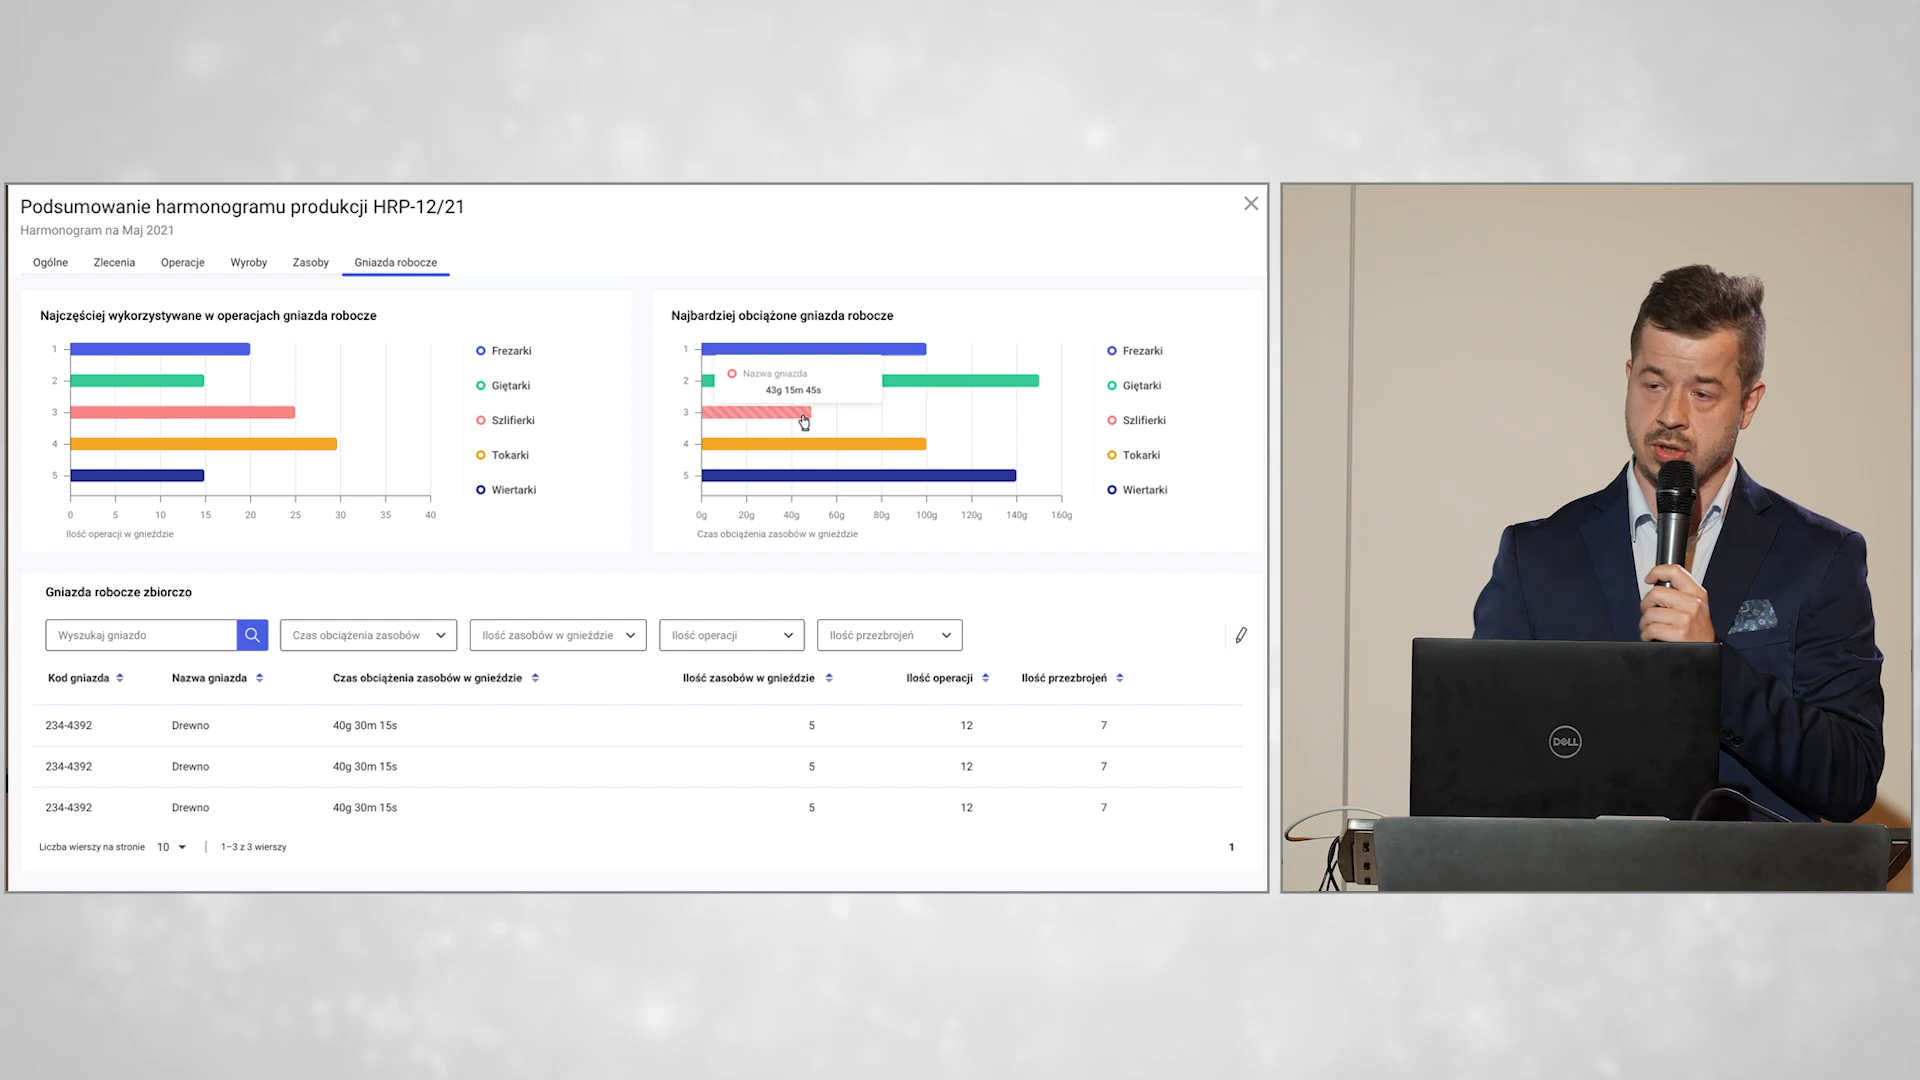 Podsumowanie harmonogramu produkcji HRP-12/21
Harmonogram na Maj 2021
Ogólne Zlecenia Operacje Wyroby Zasoby Gniazda robocze
Najczęściej wykorzystywane w operacjach gniazda robocze
1
2
3
4
5
0 5 10 15 20 25 30 35 40
Ilość operacji w gnieździe
Frezarki
Giętarki
Szlifierki
Tokarki
Wiertarki
Najbardziej obciążone gniazda robocze
1
2
3
4
5
Nazwa gniazda
43g 15m 45s
0g 20g 40g 60g 80g 100g 120g 140g 160g
Czas obciążenia zasobów w gnieździe
Frezarki
Giętarki
Szlifierki
Tokarki
Wiertarki
Gniazda robocze zbiorczo
Wyszukaj gniazdo Czas obciążenia zasobów Ilość zasobów w gnieździe Ilość operacji Ilość przezbrojeń
Kod gniazda Nazwa gniazda Czas obciążenia zasobów w gnieździe Ilość zasobów w gnieździe Ilość operacji Ilość przezbrojeń
234-4392 Drewno 40g 30m 15s 5 12 7
234-4392 Drewno 40g 30m 15s 5 12 7
234-4392 Drewno 40g 30m 15s 5 12 7
Liczba wierszy na stronie 10 | 1–3 z 3 wierszy 1
DELL